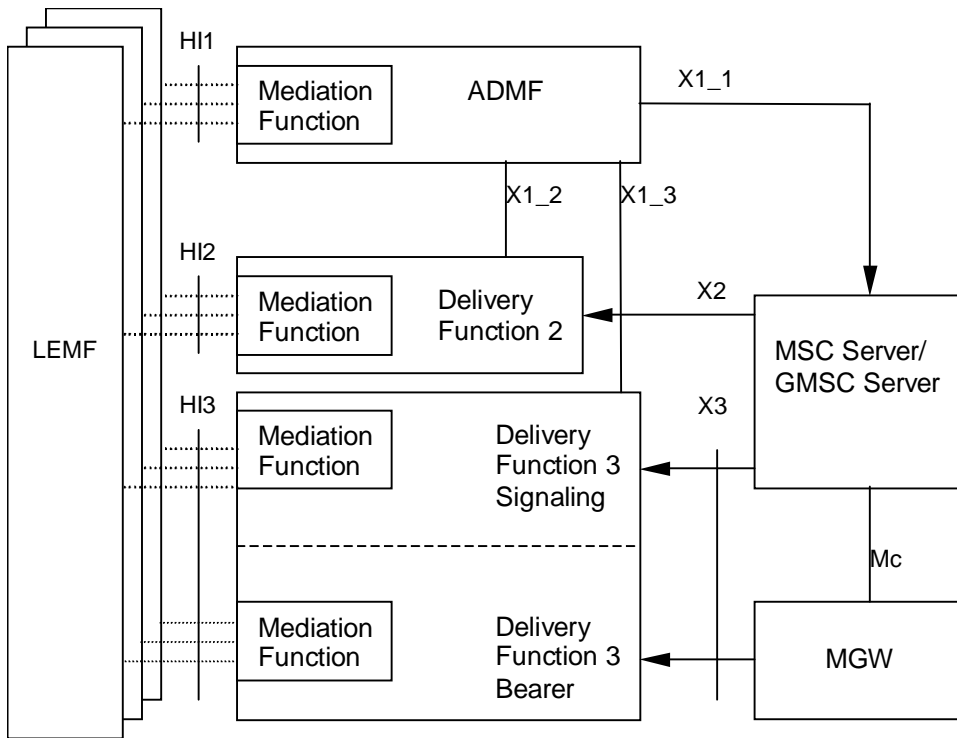 HI1
Mediation
Function
ADMF
X1_1
X1_2
X1_3
HI2
Mediation
Function
Delivery
Function 2
X2
LEMF
MSC Server/
GMSC Server
HI3
Mediation
Function
Delivery
Function 3
Signaling
X3
Mc
Mediation
Function
Delivery
Function 3
Bearer
MGW